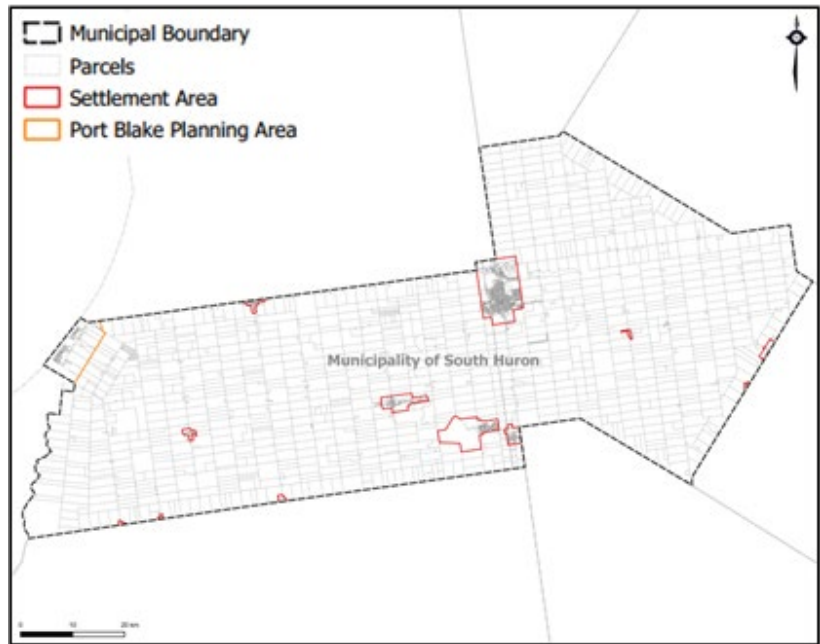 Municipal Boundary
Parcels
Settlement Area
Port Blake Planning Area
Municipality of South Huron
0 10 20 km